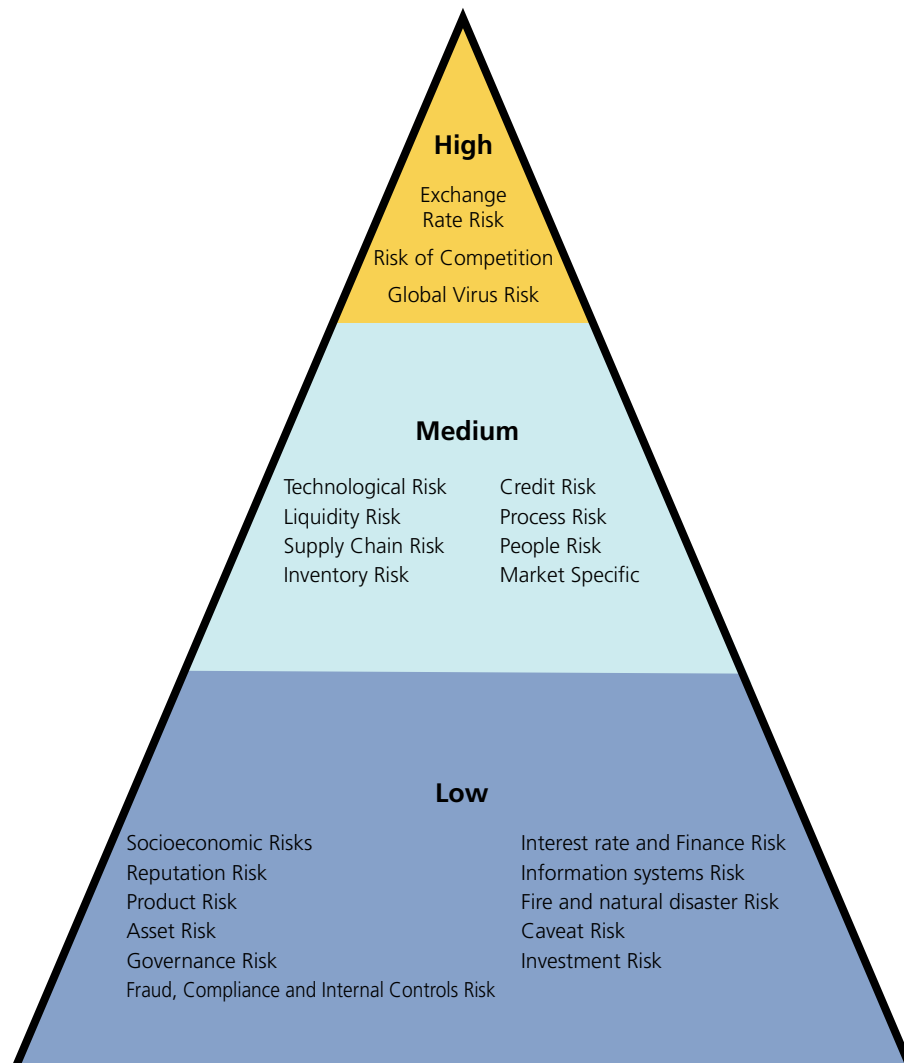 High
Exchange
Rate Risk
Risk of Competition
Global Virus Risk
Medium
Technological Risk
Liquidity Risk
Supply Chain Risk
Inventory Risk
Credit Risk
Process Risk
People Risk
Market Specific
Low
Socioeconomic Risks
Reputation Risk
Product Risk
Asset Risk
Governance Risk
Fraud, Compliance and Internal Controls Risk
Interest rate and Finance Risk
Information systems Risk
Fire and natural disaster Risk
Caveat Risk
Investment Risk